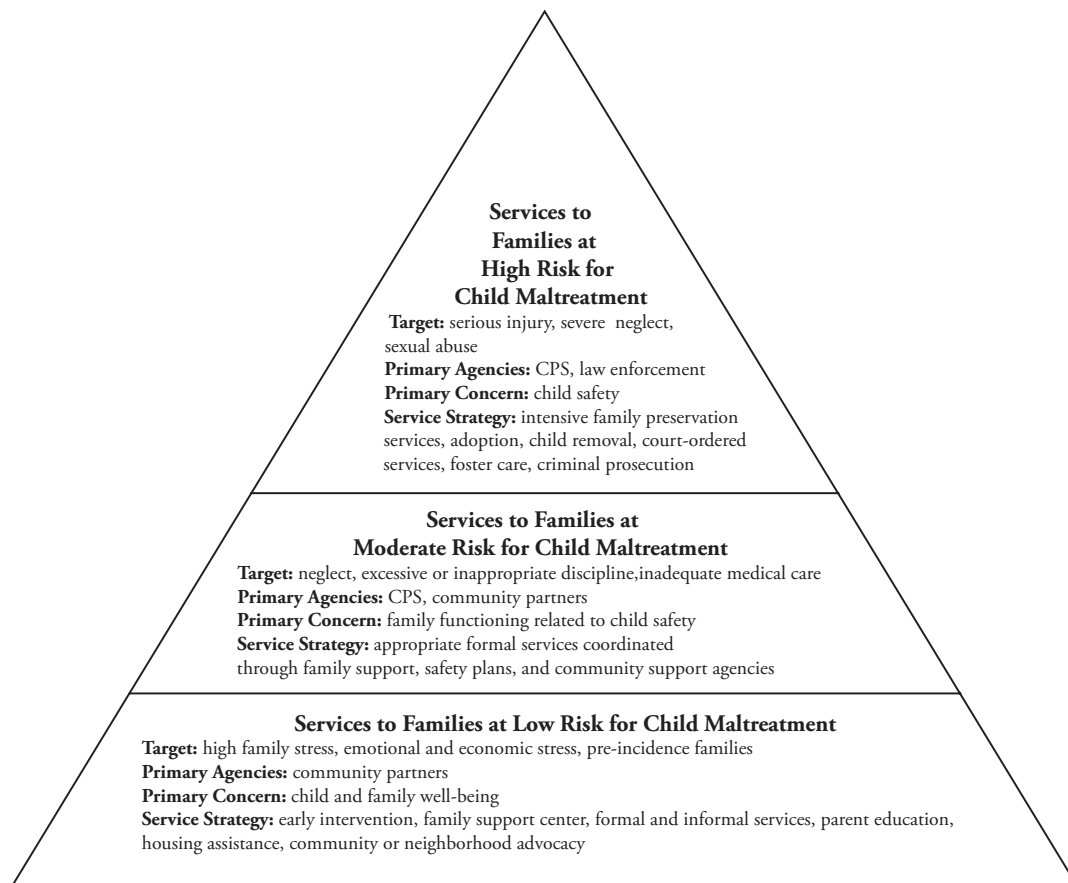 Services to
Families at
High Risk for
Child Maltreatment
Target: serious injury, severe neglect,
sexual abuse
Primary Agencies: CPS, law enforcement
Primary Concern: child safety
Service Strategy: intensive family preservation
services, adoption, child removal, court-ordered
services, foster care, criminal prosecution
Services to Families at
Moderate Risk for Child Maltreatment
Target: neglect, excessive or inappropriate discipline,inadequate medical care
Primary Agencies: CPS, community partners
Primary Concern: family functioning related to child safety
Service Strategy: appropriate formal services coordinated
through family support, safety plans, and community support agencies
Services to Families at Low Risk for Child Maltreatment
Target: high family stress, emotional and economic stress, pre-incidence families
Primary Agencies: community partners
Primary Concern: child and family well-being
Service Strategy: early intervention, family support center, formal and informal services, parent education,
housing assistance, community or neighborhood advocacy